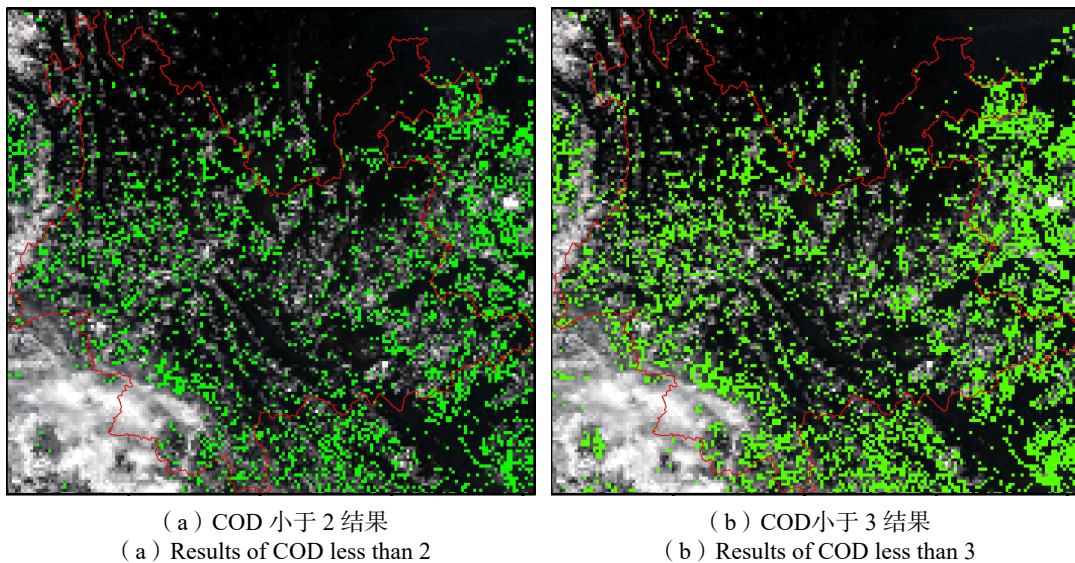 （a）COD 小于 2 结果
（a）Results of COD less than 2
（b）COD小于 3 结果
（b）Results of COD less than 3